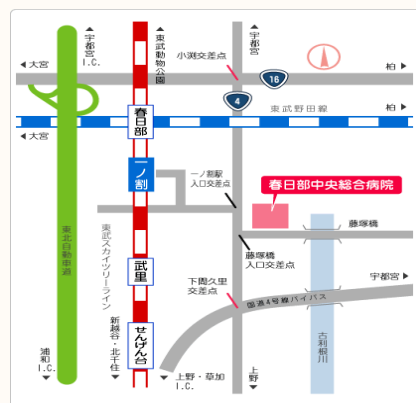 宇都宮
I.C.
東武動物公園
宇都宮
小渕交差点
大宮
柏
16
4
東武野田線
春日部
大宮
柏
一ノ割
一ノ割駅
入口交差点
春日部中央総合病院
藤塚橋
東北自動車道
東武スカイツリーライン
武里
藤塚橋
入口交差点
下間久里
交差点
宇都宮
国道4号線バイパス
古利根川
新越谷・北千住
せんげん台
浦和
I.C.
上野・草加
I.C.
上野